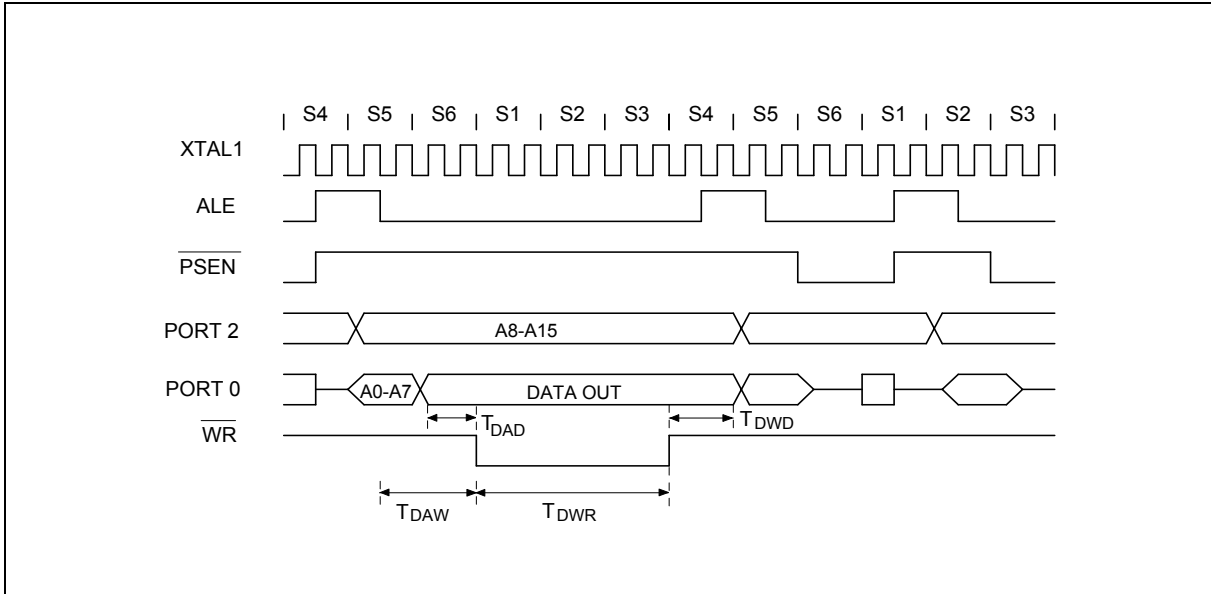 S4 S5 S6 S1 S2 S3 S4 S5 S6 S1 S2 S3
XTAL1
ALE
PSEN
PORT 2 A8-A15
PORT 0 A0-A7 DATA OUT
TDAD TDWD
WR
TDAW TDWR